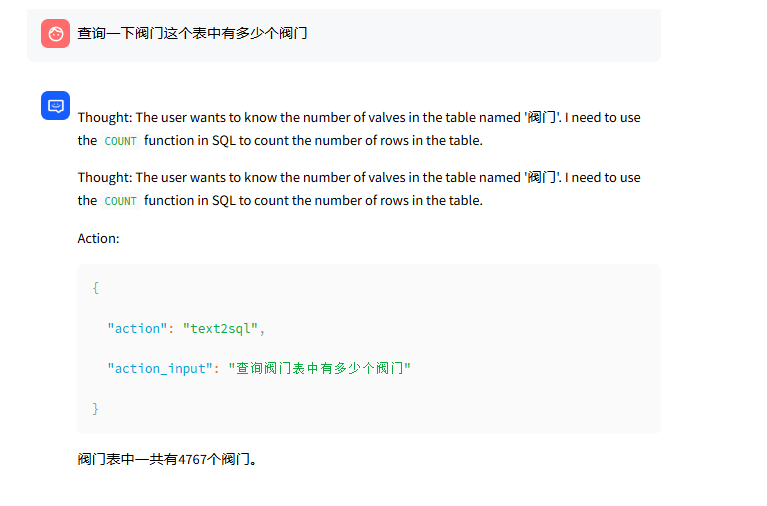 查询一下阀门这个表中有多少个阀门
Thought: The user wants to know the number of valves in the table named '阀门'. I need to use
the COUNT function in SQL to count the number of rows in the table.
Thought: The user wants to know the number of valves in the table named '阀门'. I need to use
the COUNT function in SQL to count the number of rows in the table.
Action:
{
"action": "text2sql",
"action_input": "查询阀门表中有多少个阀门"
}
阀门表中一共有4767个阀门。